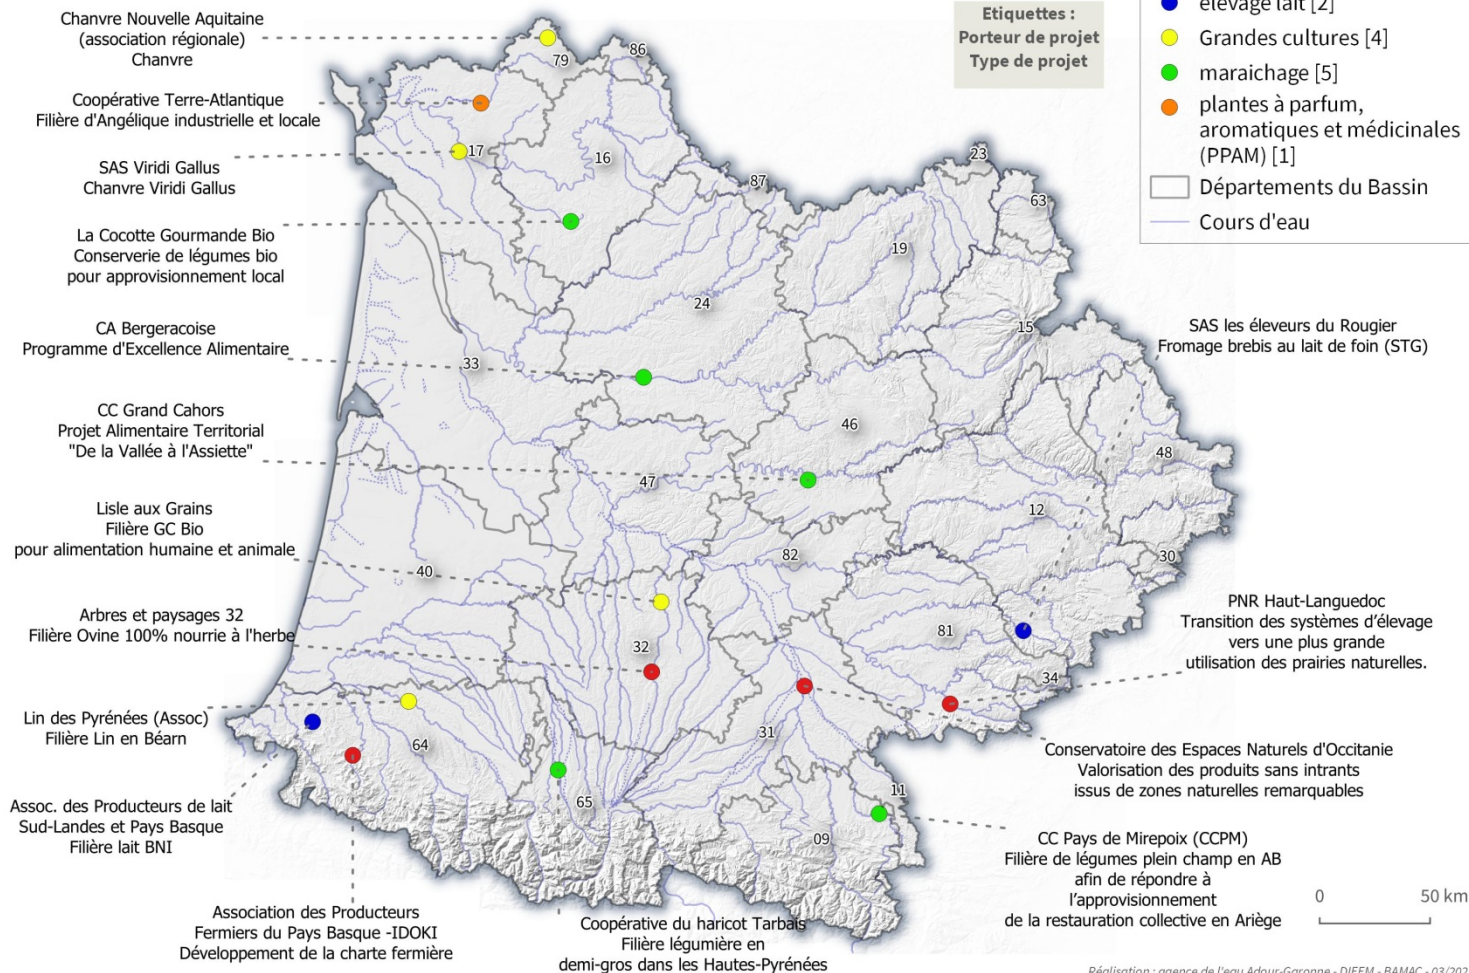 Chanvre Nouvelle Aquitaine
(association régionale)
Chanvre
Coopérative Terre-Atlantique
Filière d'Angélique industrielle et locale
SAS Viridi Gallus
Chanvre Viridi Gallus
La Cocotte Gourmande Bio
Conserverie de légumes bio
pour approvisionnement local
CA Bergeracoise
Programme d'Excellence Alimentaire
CC Grand Cahors
Projet Alimentaire Territorial
"De la Vallée à l'Assiette"
Lisle aux Grains
Filière GC Bio
pour alimentation humaine et animale
Arbres et paysages 32
Filière Ovine 100% nourrie à l'herbe
Lin des Pyrénées (Assoc)
Filière Lin en Béarn
Assoc. des Producteurs de lait
Sud-Landes et Pays Basque
Filière lait BNI
Association des Producteurs
Fermiers du Pays Basque -IDOKI
Développement de la charte fermière
Coopérative du haricot Tarbais
Filière légumière en
demi-gros dans les Hautes-Pyrénées
79
86
17
16
87
23
63
19
24
15
33
46
48
47
12
82
30
40
81
32
34
31
64
65
11
09
Etiquettes :
Porteur de projet
Type de projet
élevage lait [2]
Grandes cultures [4]
maraichage [5]
plantes à parfum,
aromatiques et médicinales
(PPAM) [1]
Départements du Bassin
Cours d'eau
SAS les éleveurs du Rougier
Fromage brebis au lait de foin (STG)
PNR Haut-Languedoc
Transition des systèmes d'élevage
vers une plus grande
utilisation des prairies naturelles.
Conservatoire des Espaces Naturels d'Occitanie
Valorisation des produits sans intrants
issus de zones naturelles remarquables
CC Pays de Mirepoix (CCPM)
Filière de légumes plein champ en AB
afin de répondre à
l'approvisionnement
de la restauration collective en Ariège
0 50 km
Réalisation : agence de l'eau Adour-Garonne - DIEEM - BAMAC - 03/202